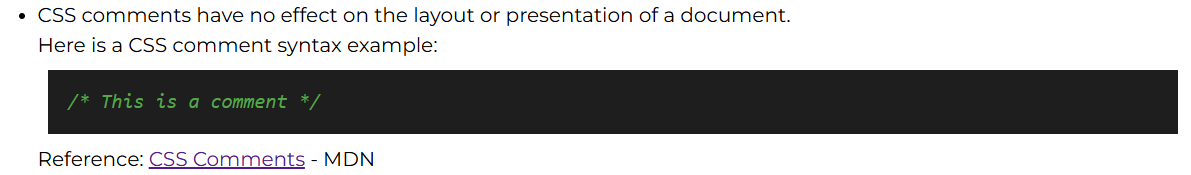 CSS comments have no effect on the layout or presentation of a document.
Here is a CSS comment syntax example:
/* This is a comment */
Reference: CSS Comments - MDN